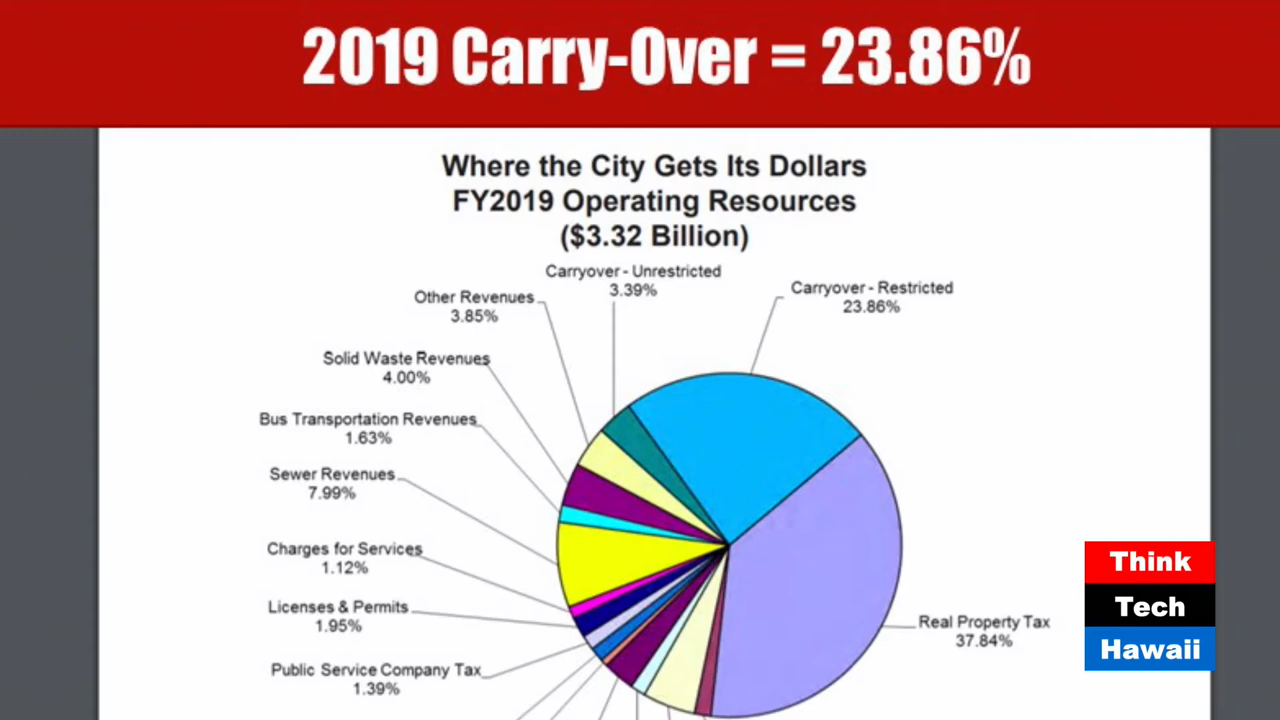 2019 Carry-Over = 23.86%
Where the City Gets Its Dollars
FY2019 Operating Resources
($3.32 Billion)
Carryover - Unrestricted
3.39%
Carryover - Restricted
23.86%
Other Revenues
3.85%
Solid Waste Revenues
4.00%
Bus Transportation Revenues
1.63%
Sewer Revenues
7.99%
Charges for Services
1.12%
Licenses & Permits
1.95%
Public Service Company Tax
1.39%
Real Property Tax
37.84%
Think
Tech
Hawaii